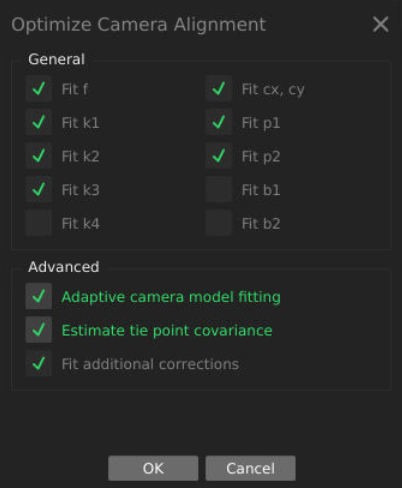 Optimize Camera Alignment
General
Fit f
Fit cx, cy
Fit k1
Fit p1
Fit k2
Fit p2
Fit k3
Fit b1
Fit k4
Fit b2
Advanced
Adaptive camera model fitting
Estimate tie point covariance
Fit additional corrections
OK
Cancel